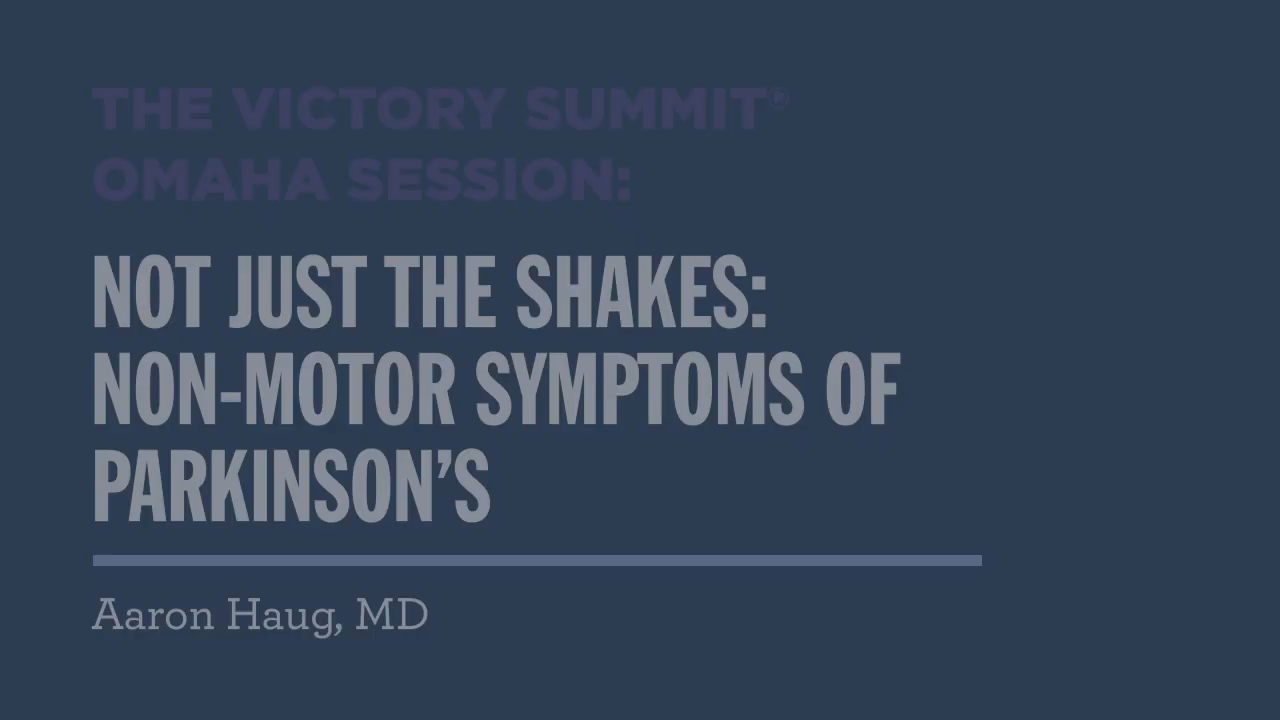 THE VICTORY SUMMIT®
OMAHA SESSION:
NOT JUST THE SHAKES:
NON-MOTOR SYMPTOMS OF
PARKINSON’S
Aaron Haug, MD